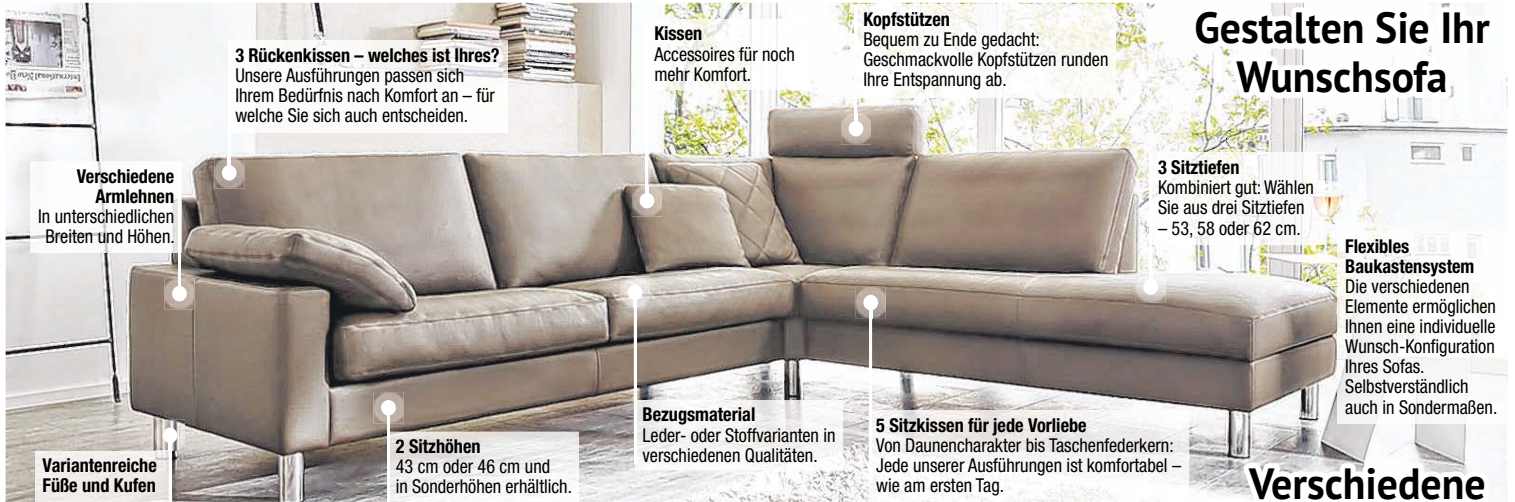 Gestalten Sie Ihr
Wunschsofa
3 Rückenkissen – welches ist Ihres?
Unsere Ausführungen passen sich
Ihrem Bedürfnis nach Komfort an – für
welche Sie sich auch entscheiden.
Kissen
Accessoires für noch
mehr Komfort.
Kopfstützen
Bequem zu Ende gedacht:
Geschmackvolle Kopfstützen runden
Ihre Entspannung ab.
Verschiedene
Armlehnen
In unterschiedlichen
Breiten und Höhen.
3 Sitztiefen
Kombiniert gut: Wählen
Sie aus drei Sitztiefen
– 53, 58 oder 62 cm.
Flexibles
Baukastensystem
Die verschiedenen
Elemente ermöglichen
Ihnen eine individuelle
Wunsch-Konfiguration
Ihres Sofas.
Selbstverständlich
auch in Sondermaßen.
Variantenreiche
Füße und Kufen
2 Sitzhöhen
43 cm oder 46 cm und
in Sonderhöhen erhältlich.
Bezugsmaterial
Leder- oder Stoffvarianten in
verschiedenen Qualitäten.
5 Sitzkissen für jede Vorliebe
Von Daunencharakter bis Taschenfederkern:
Jede unserer Ausführungen ist komfortabel –
wie am ersten Tag.
Verschiedene